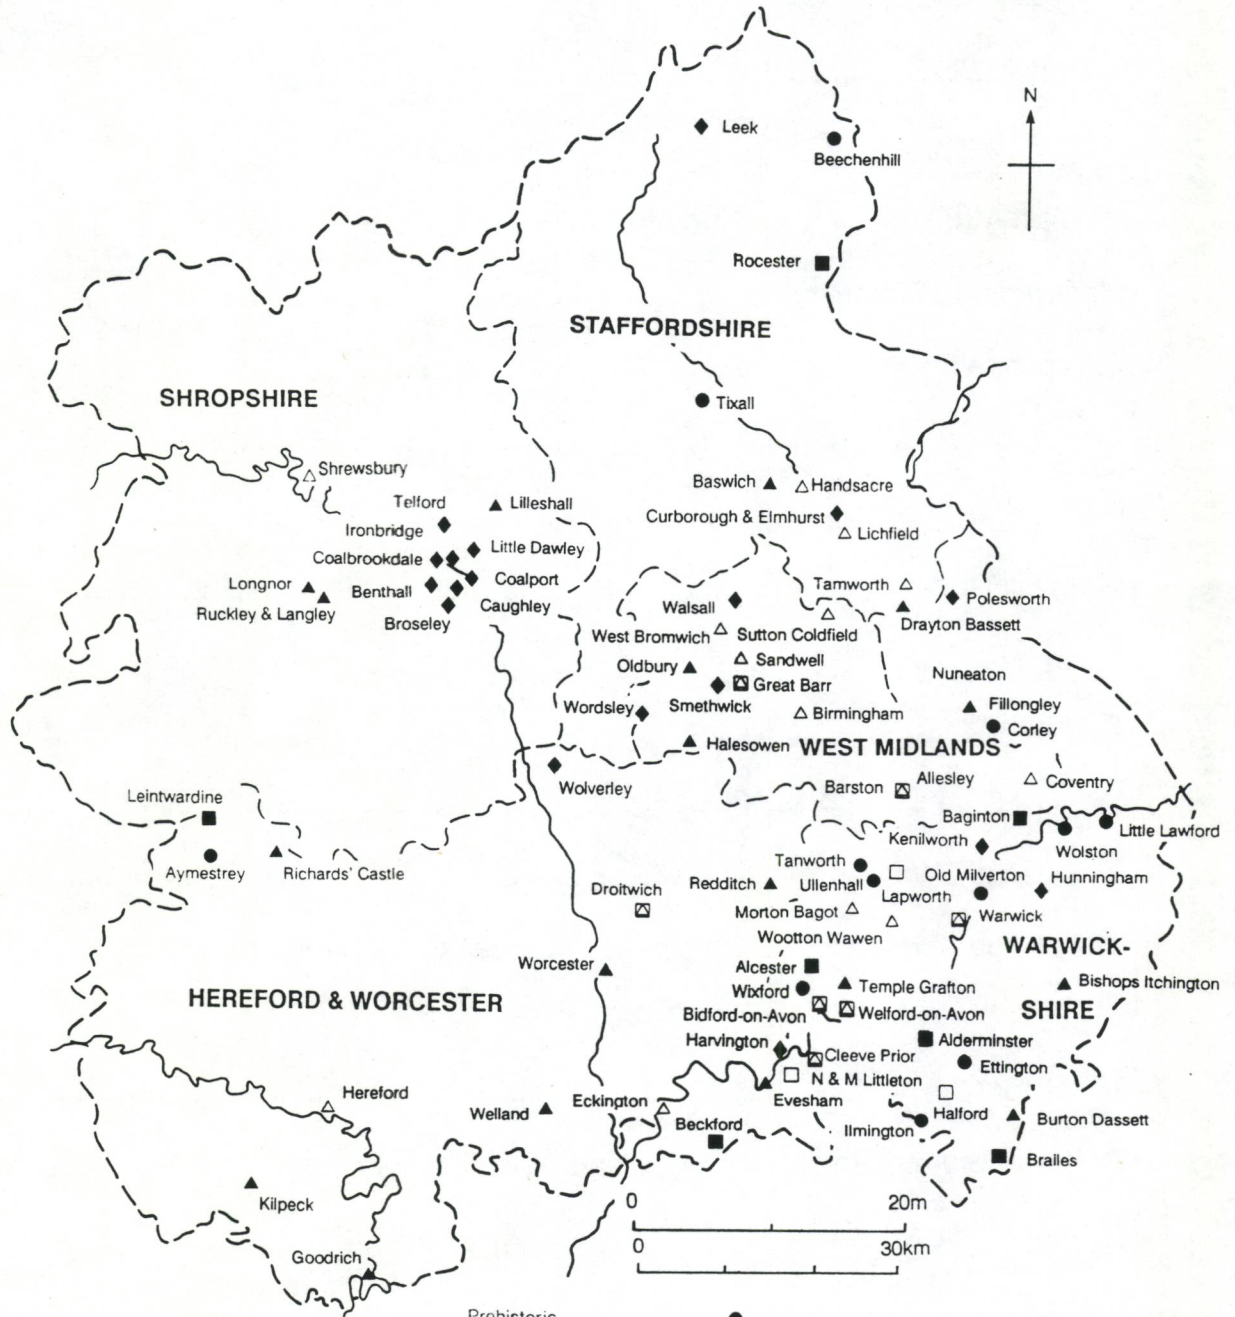 N
Leek
Beechenhill
Rocester
STAFFORDSHIRE
SHROPSHIRE
Tixall
Shrewsbury
Baswich
Handsacre
Telford
Lilleshall
Curborough & Elmhurst
Ironbridge
Lichfield
Coalbrookdale
Little Dawley
Longnor
Benthall
Coalport
Tamworth
Ruckley & Langley
Caughley
Walsall
Polesworth
Broseley
Drayton Bassett
West Bromwich
Sutton Coldfield
Oldbury
Sandwell
Nuneaton
Great Barr
Wordsley
Smethwick
Birmingham
Fillongley
Corley
Halesowen
WEST MIDLANDS
Wolverley
Barston
Allesley
Coventry
Leintwardine
Baginton
Little Lawford
Kenilworth
Wolston
Aymestrey
Richards' Castle
Tanworth
Old Milverton
Hunningham
Droitwich
Redditch
Ullenhall
Lapworth
Morton Bagot
Warwick
Wootton Wawen
WARWICK-
Worcester
Alcester
Temple Grafton
Bishops Itchington
Wixford
HEREFORD & WORCESTER
Bidford-on-Avon
Welford-on-Avon
SHIRE
Harvington
Alderminster
Cleeve Prior
Ettington
N & M Littleton
Hereford
Eckington
Evesham
Welland
Halford
Burton Dassett
Beckford
Ilmington
Brailes
Kilpeck
0
20m
0
30km
Goodrich
Prehistoric